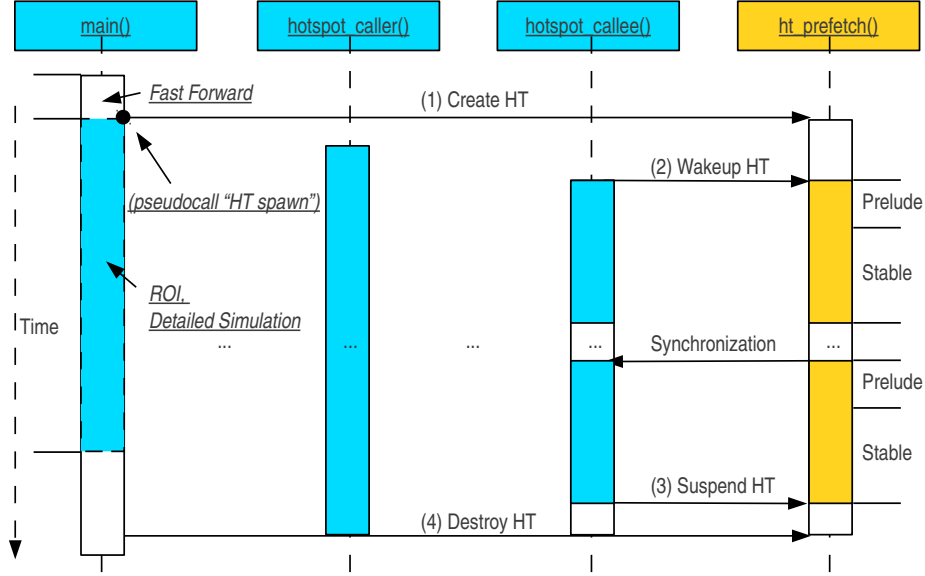 main()
hotspot_caller()
hotspot_callee()
ht_prefetch()
Fast Forward
(1) Create HT
(2) Wakeup HT
(pseudocall “HT spawn”)
Prelude
Stable
ROI,
Detailed Simulation
Time
...
...
...
...
...
Synchronization
Prelude
Stable
(3) Suspend HT
(4) Destroy HT